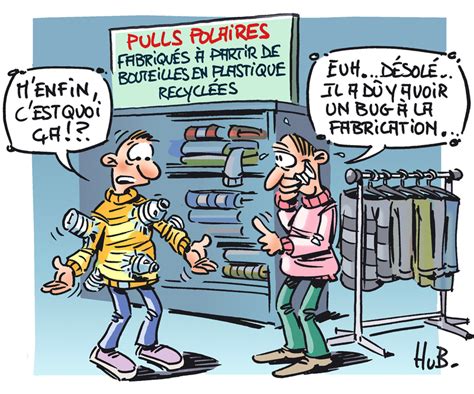 PULLS POLAIRES
FABRIQUÉS À PARTIR DE
BOUTEILLES EN PLASTIQUE
RECYCLÉES
M'ENFIN,
C'EST QUOI
ÇA!?
EUH...DÉSOLÉ...
IL A DÛ Y AVOIR
UN BUG À LA
FABRICATION...
HUB.